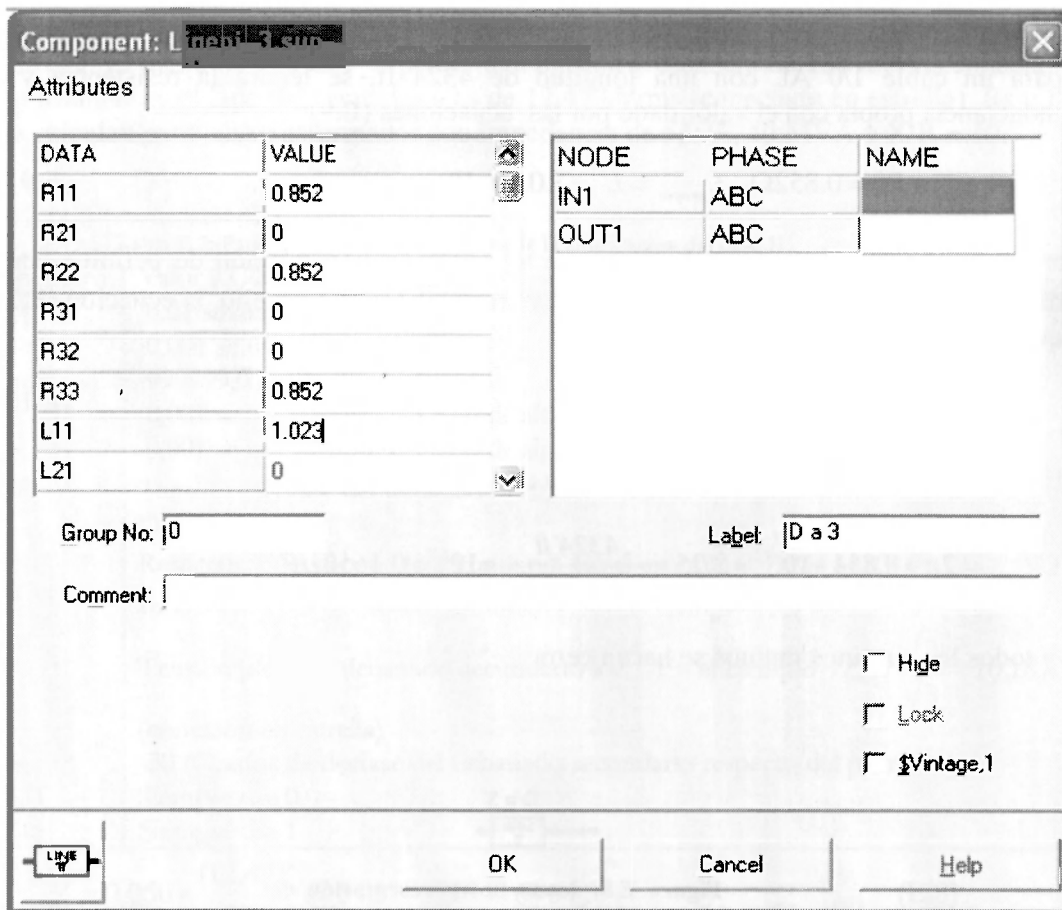 Component: L
Attributes
DATA VALUE
R11 0.852
R21 0
R22 0.852
R31 0
R32 0
R33 0.852
L11 1.023
L21 0
NODE PHASE NAME
IN1 ABC
OUT1 ABC
Group No: 0
Label: D a 3
Comment:
Hide
Lock
$Vintage,1
LINE
OK
Cancel
Help